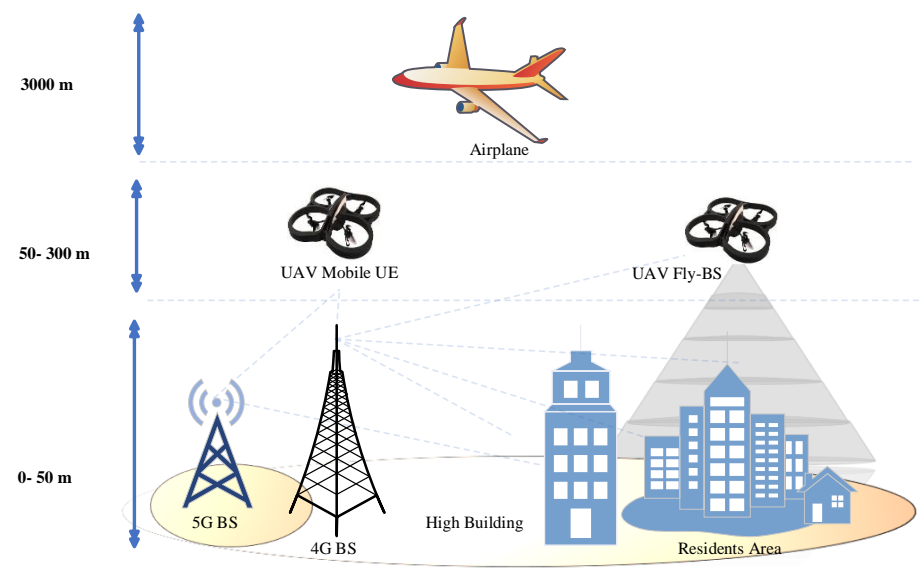 3000 m
Airplane
50- 300 m
UAV Mobile UE
UAV Fly-BS
0- 50 m
5G BS
High Building
4G BS
Residents Area